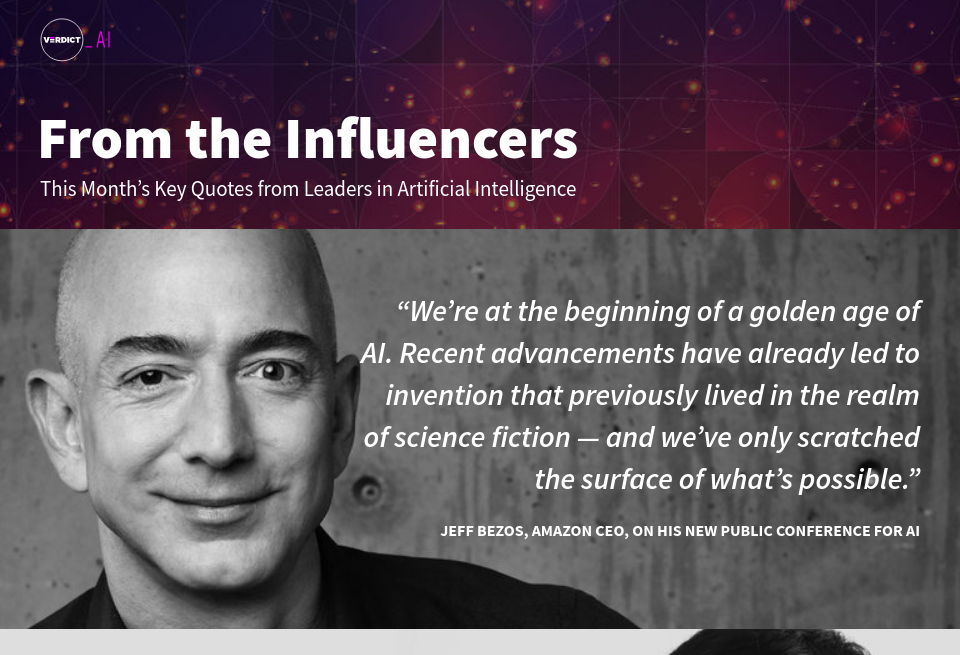 VERDICT
_ AI
From the Influencers
This Month’s Key Quotes from Leaders in Artificial Intelligence
“We’re at the beginning of a golden age of
AI. Recent advancements have already led to
invention that previously lived in the realm
of science fiction — and we’ve only scratched
the surface of what’s possible.”
JEFF BEZOS, AMAZON CEO, ON HIS NEW PUBLIC CONFERENCE FOR AI